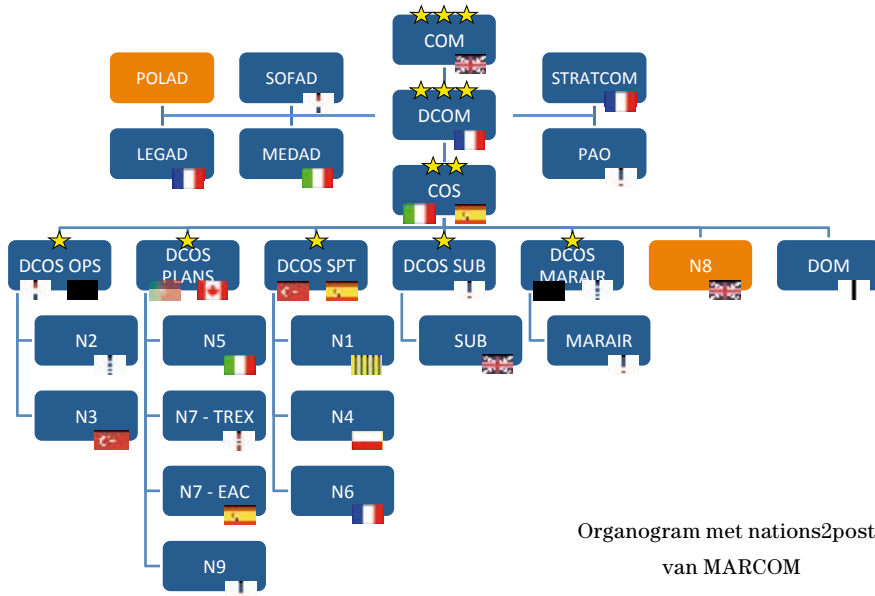 COM
POLAD
SOFAD
STRATCOM
DCOM
LEGAD
MEDAD
PAO
COS
DCOS OPS
DCOS
PLANS
DCOS SPT
DCOS SUB
DCOS
MARAIR
N8
DOM
N2
N5
N1
SUB
MARAIR
N3
N7 - TREX
N4
N7 - EAC
N6
N9
Organogram met nations2post
van MARCOM